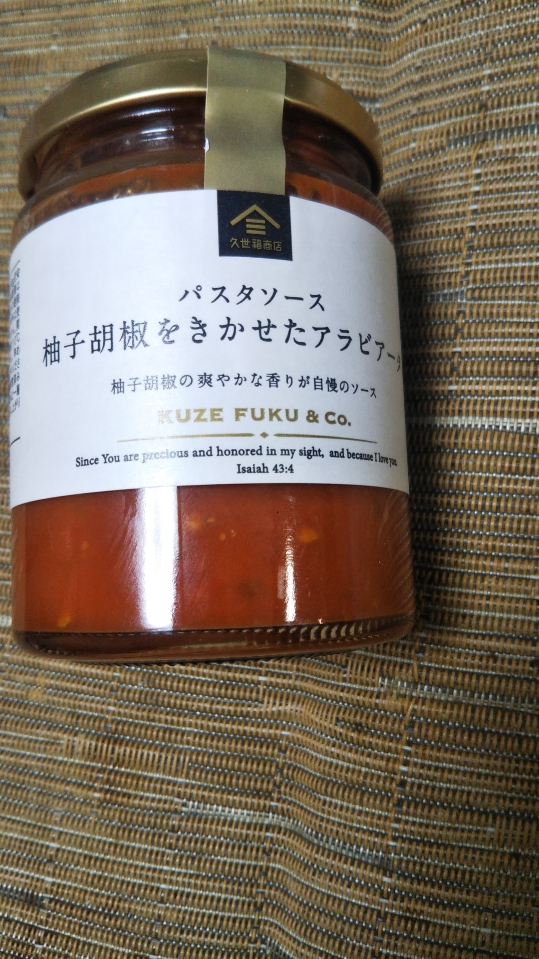 久世福商店
パスタソース
柚子胡椒をきかせたアラビアータ
柚子胡椒の爽やかな香りが自慢のソース
KUZE FUKU & Co.
Since You are precious and honored in my sight, and because I love you.
Isaiah 43:4